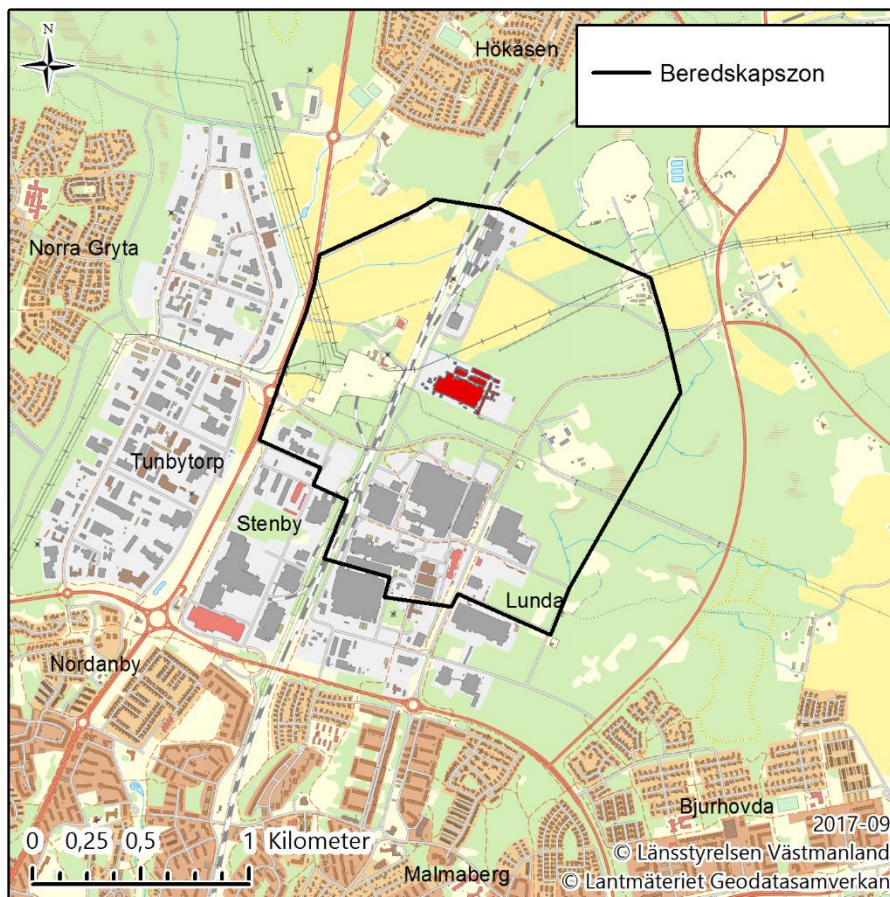 N
Hökåsen
Beredskapszon
Norra Gryta
Tunbytorp
Stenby
Lunda
Nordanby
Bjurhovda
2017-09
0 0,25 0,5 1 Kilometer
© Länsstyrelsen Västmanland
Malmaberg
© Lantmäteriet Geodatasamverkan